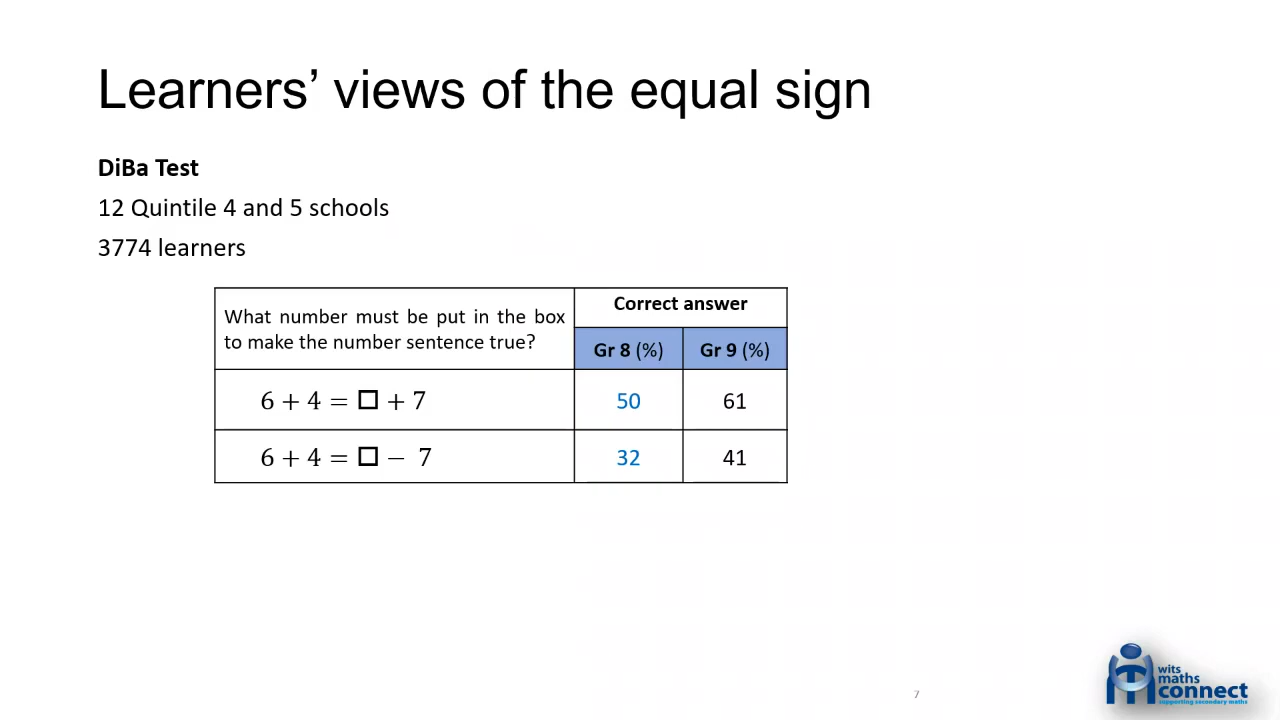 Learners’ views of the equal sign
DiBa Test
12 Quintile 4 and 5 schools
3774 learners
What number must be put in the box
to make the number sentence true?
Correct answer
Gr 8 (%)
Gr 9 (%)
6 + 4 = □ + 7
50
61
6 + 4 = □ − 7
32
41
7
wits
maths
connect
supporting secondary maths